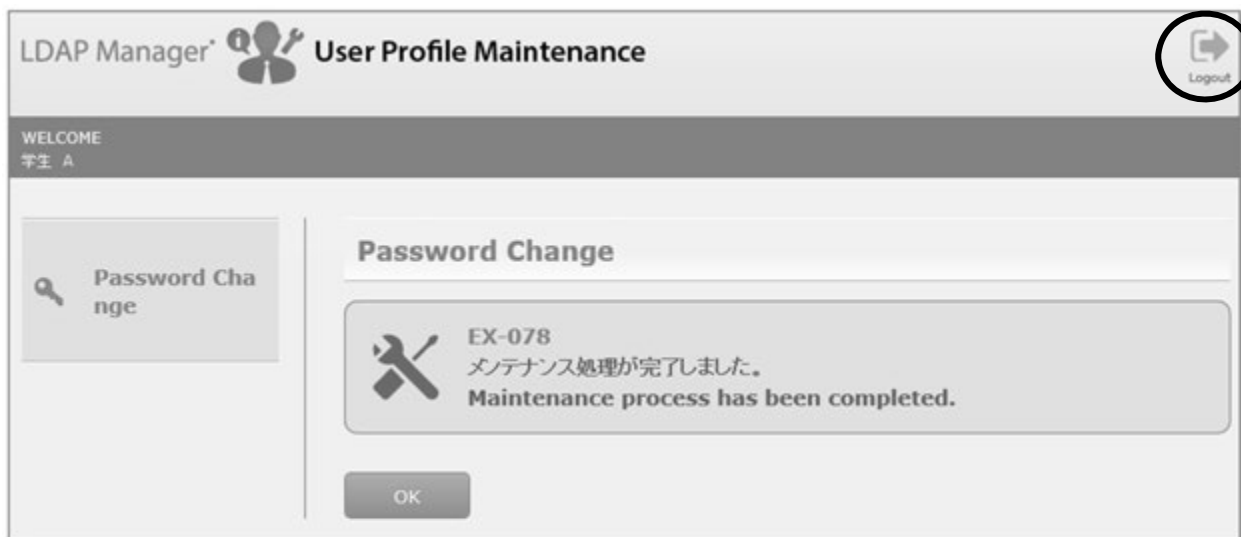 LDAP Manager* User Profile Maintenance
Logout
WELCOME
学生 A
Password Cha
nge
Password Change
EX-078
メンテナンス処理が完了しました。
Maintenance process has been completed.
OK